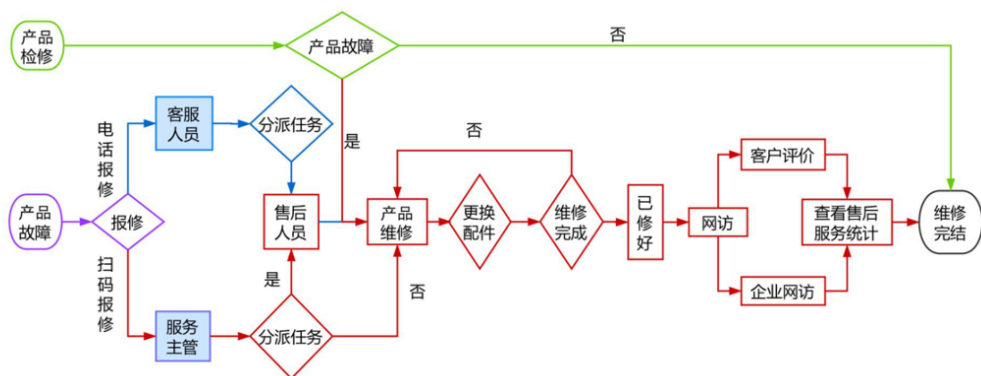 产品
检修
产品故障
否
是
客服
人员
分派任务
否
电
话
报
修
产品
故障
报修
售后
人员
产品
维修
更换
配件
维修
完成
已
修
好
网访
客户评价
查看售后
服务统计
维修
完结
企业网访
扫
码
报
修
是
否
服务
主管
分派任务